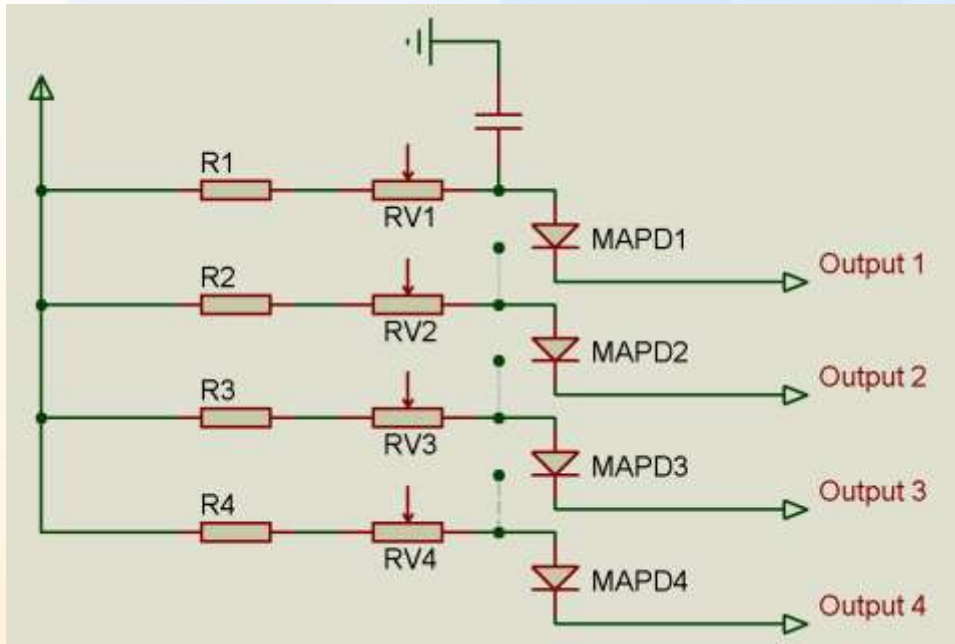 R1
RV1
MAPD1
Output 1
R2
RV2
MAPD2
Output 2
R3
RV3
MAPD3
Output 3
R4
RV4
MAPD4
Output 4